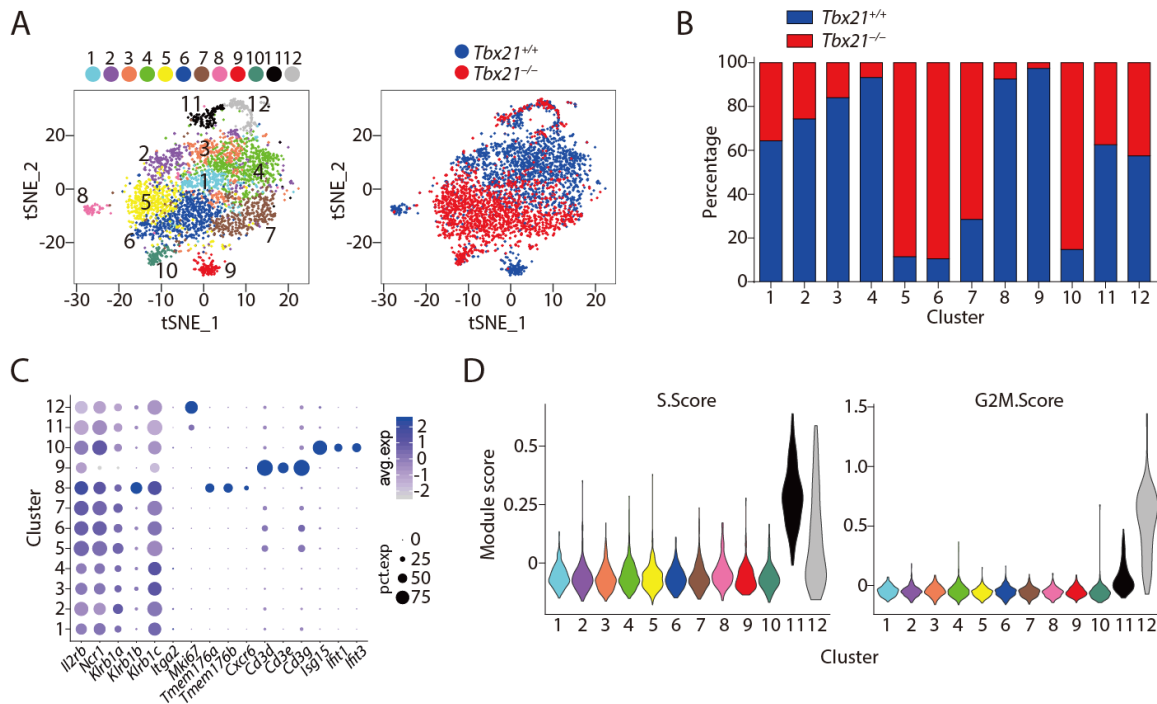 A
1 2 3 4 5 6 7 8 9 10 11 12
Tbx21+/+
Tbx21−/−
20
0
-20
tSNE_2
-30 -20 -10 0 10 20
tSNE_1
11 12
2 3 4
1
8 5
6 7
10 9
20
0
-20
tSNE_2
-30 -20 -10 0 10 20
tSNE_1
B
Tbx21+/+
Tbx21−/−
100
80
60
40
20
0
Percentage
1 2 3 4 5 6 7 8 9 10 11 12
Cluster
C
12
11
10
9
8
7
6
5
4
3
2
1
Cluster
Il2rb Ncr1 Klrb1a Klrb1b Klrb1c Itga2 Mki67 Tmem176a Tmem176b Cxcr6 Cd3d Cd3e Cd3g Isg15 Ifit1 Ifit3
avg.exp
2
1
0
-1
-2
pct.exp
0
25
50
75
D
S.Score
0.5
0.25
0
Module score
1 2 3 4 5 6 7 8 9 10 11 12
G2M.Score
1.5
1.0
0.5
0
1 2 3 4 5 6 7 8 9 10 11 12
Cluster